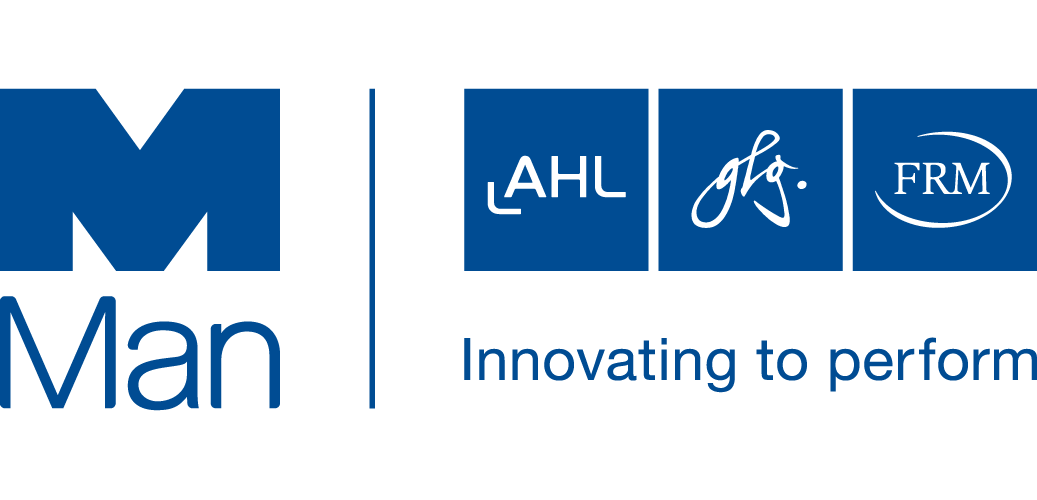 M
Man
AHL
glg.
FRM
Innovating to perform